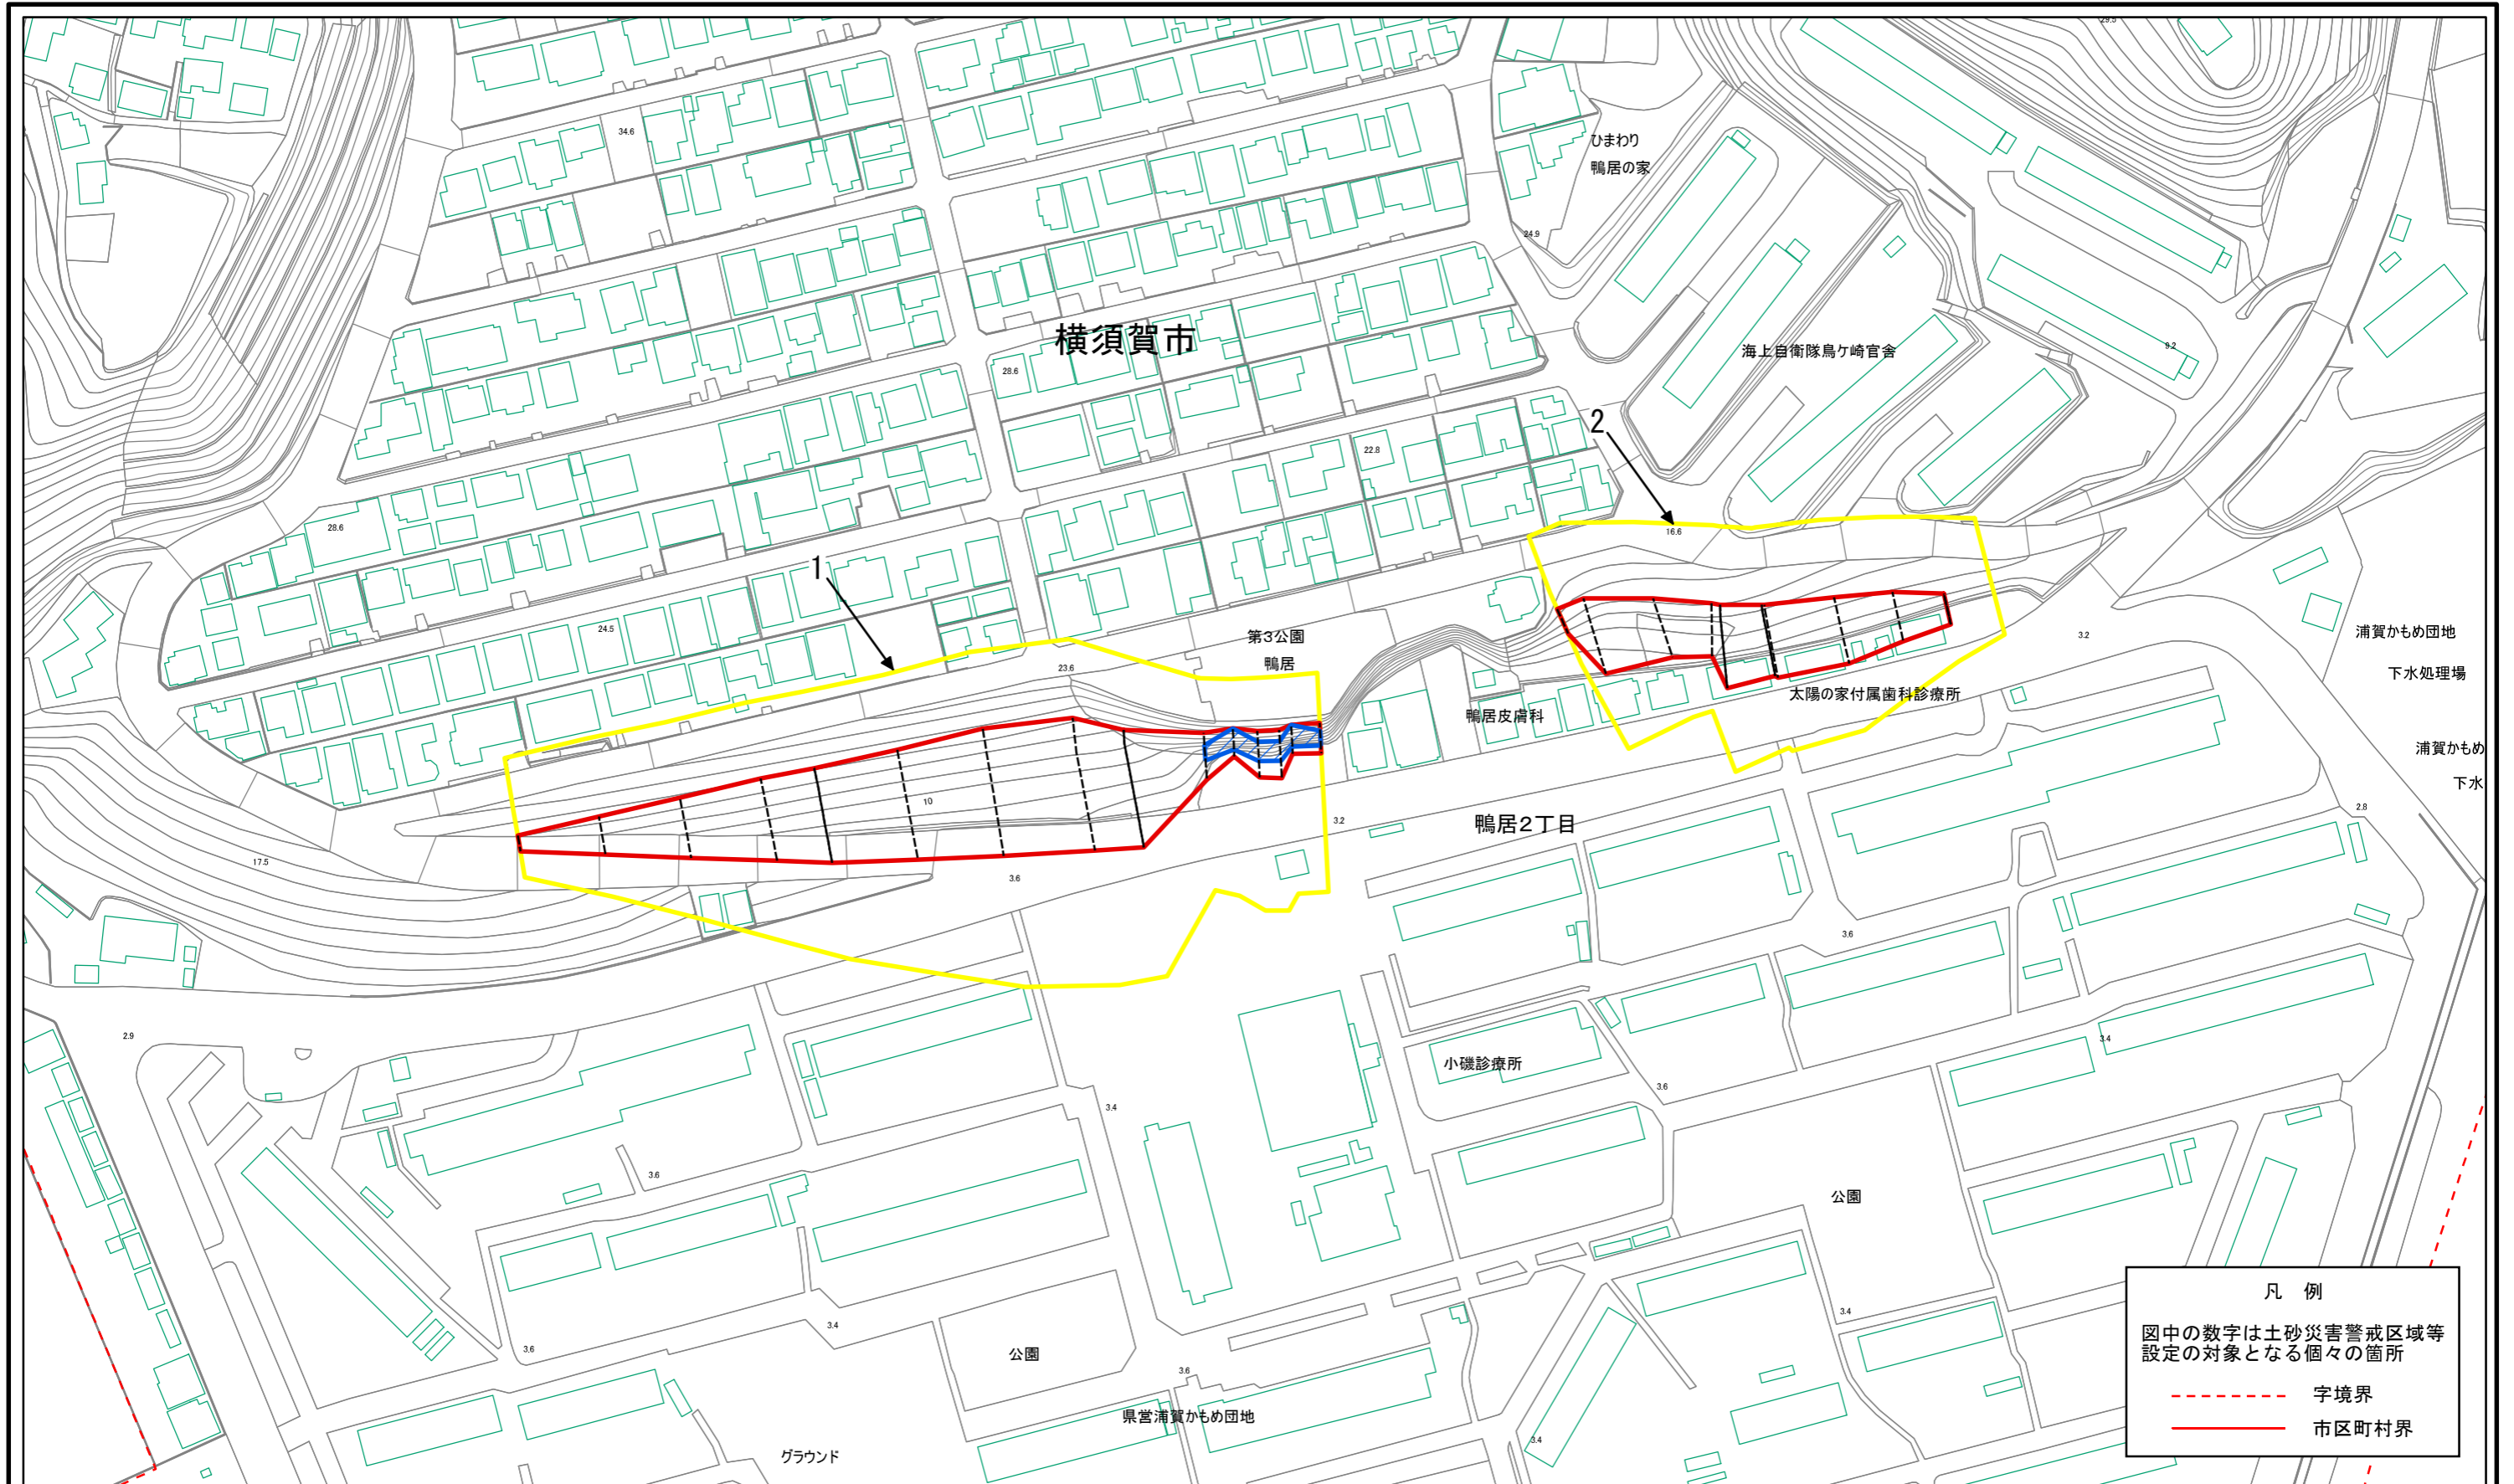 29.5
34.6
ひまわり
鴨居の家
24.9
横須賀市
28.6
海上自衛隊鳥ケ崎官舎
9.2
2
22.8
28.6
16.6
1
24.5
第3公園
鴨居
23.6
3.2
浦賀かもめ団地
下水処理場
太陽の家付属歯科診療所
鴨居皮膚科
浦賀かもめ
下水
10
3.2
鴨居2丁目
2.8
17.5
3.6
3.6
2.9
3.4
小磯診療所
3.6
3.4
3.6
公園
3.4
3.4
3.6
公園
3.6
県営浦賀かもめ団地
3.4
グラウンド
凡 例
図中の数字は土砂災害警戒区域等
設定の対象となる個々の箇所
字境界
市区町村界